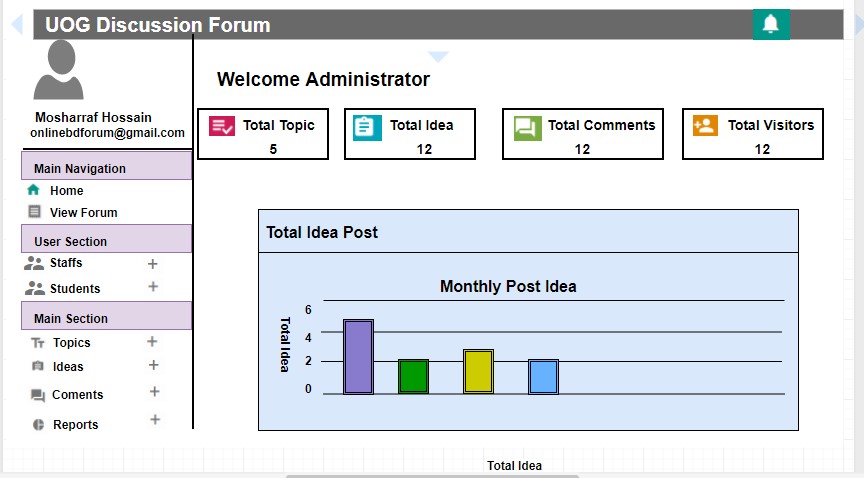 UOG Discussion Forum
Welcome Administrator
Mosharraf Hossain
onlinebdforum@gmail.com
Total Topic
5
Total Idea
12
Total Comments
12
Total Visitors
12
Main Navigation
Home
View Forum
User Section
Staffs +
Students +
Main Section
Tт Topics +
Ideas +
Coments +
Reports +
Total Idea Post
Monthly Post Idea
Total Idea
6
4
2
0
Total Idea